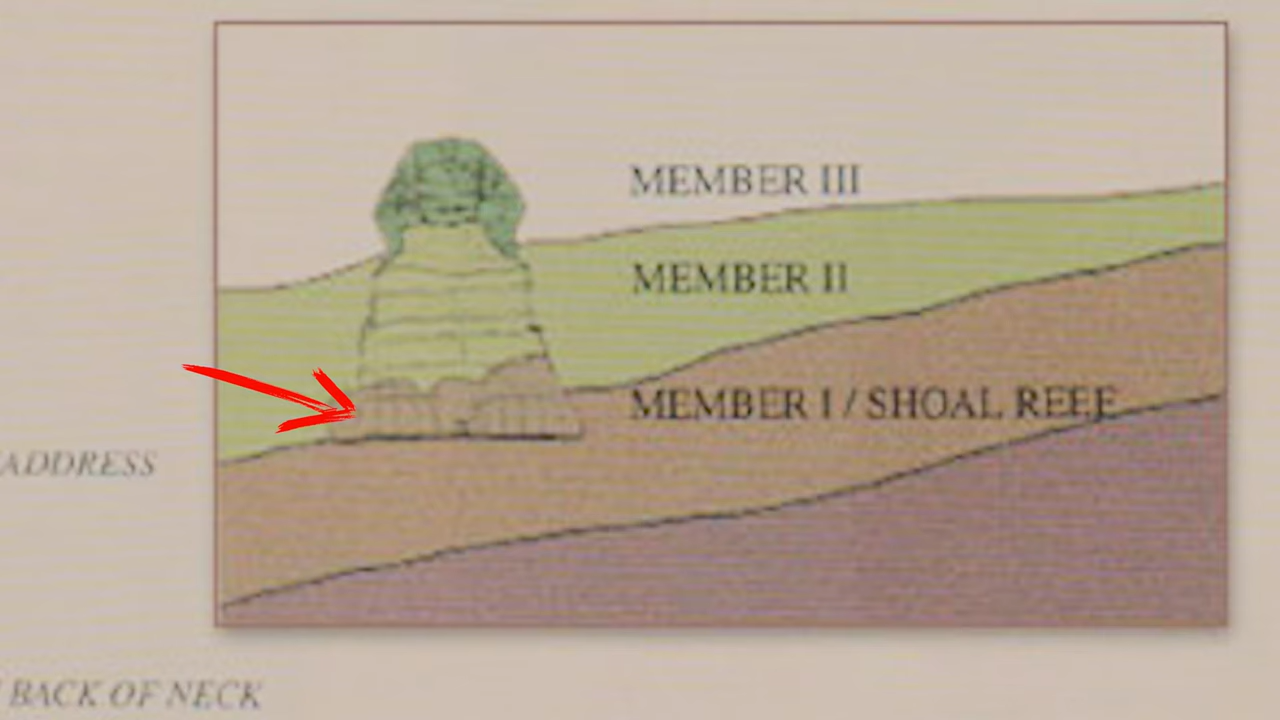 MEMBER III
MEMBER II
MEMBER I / SHOAL REEF
ADDRESS
BACK OF NECK